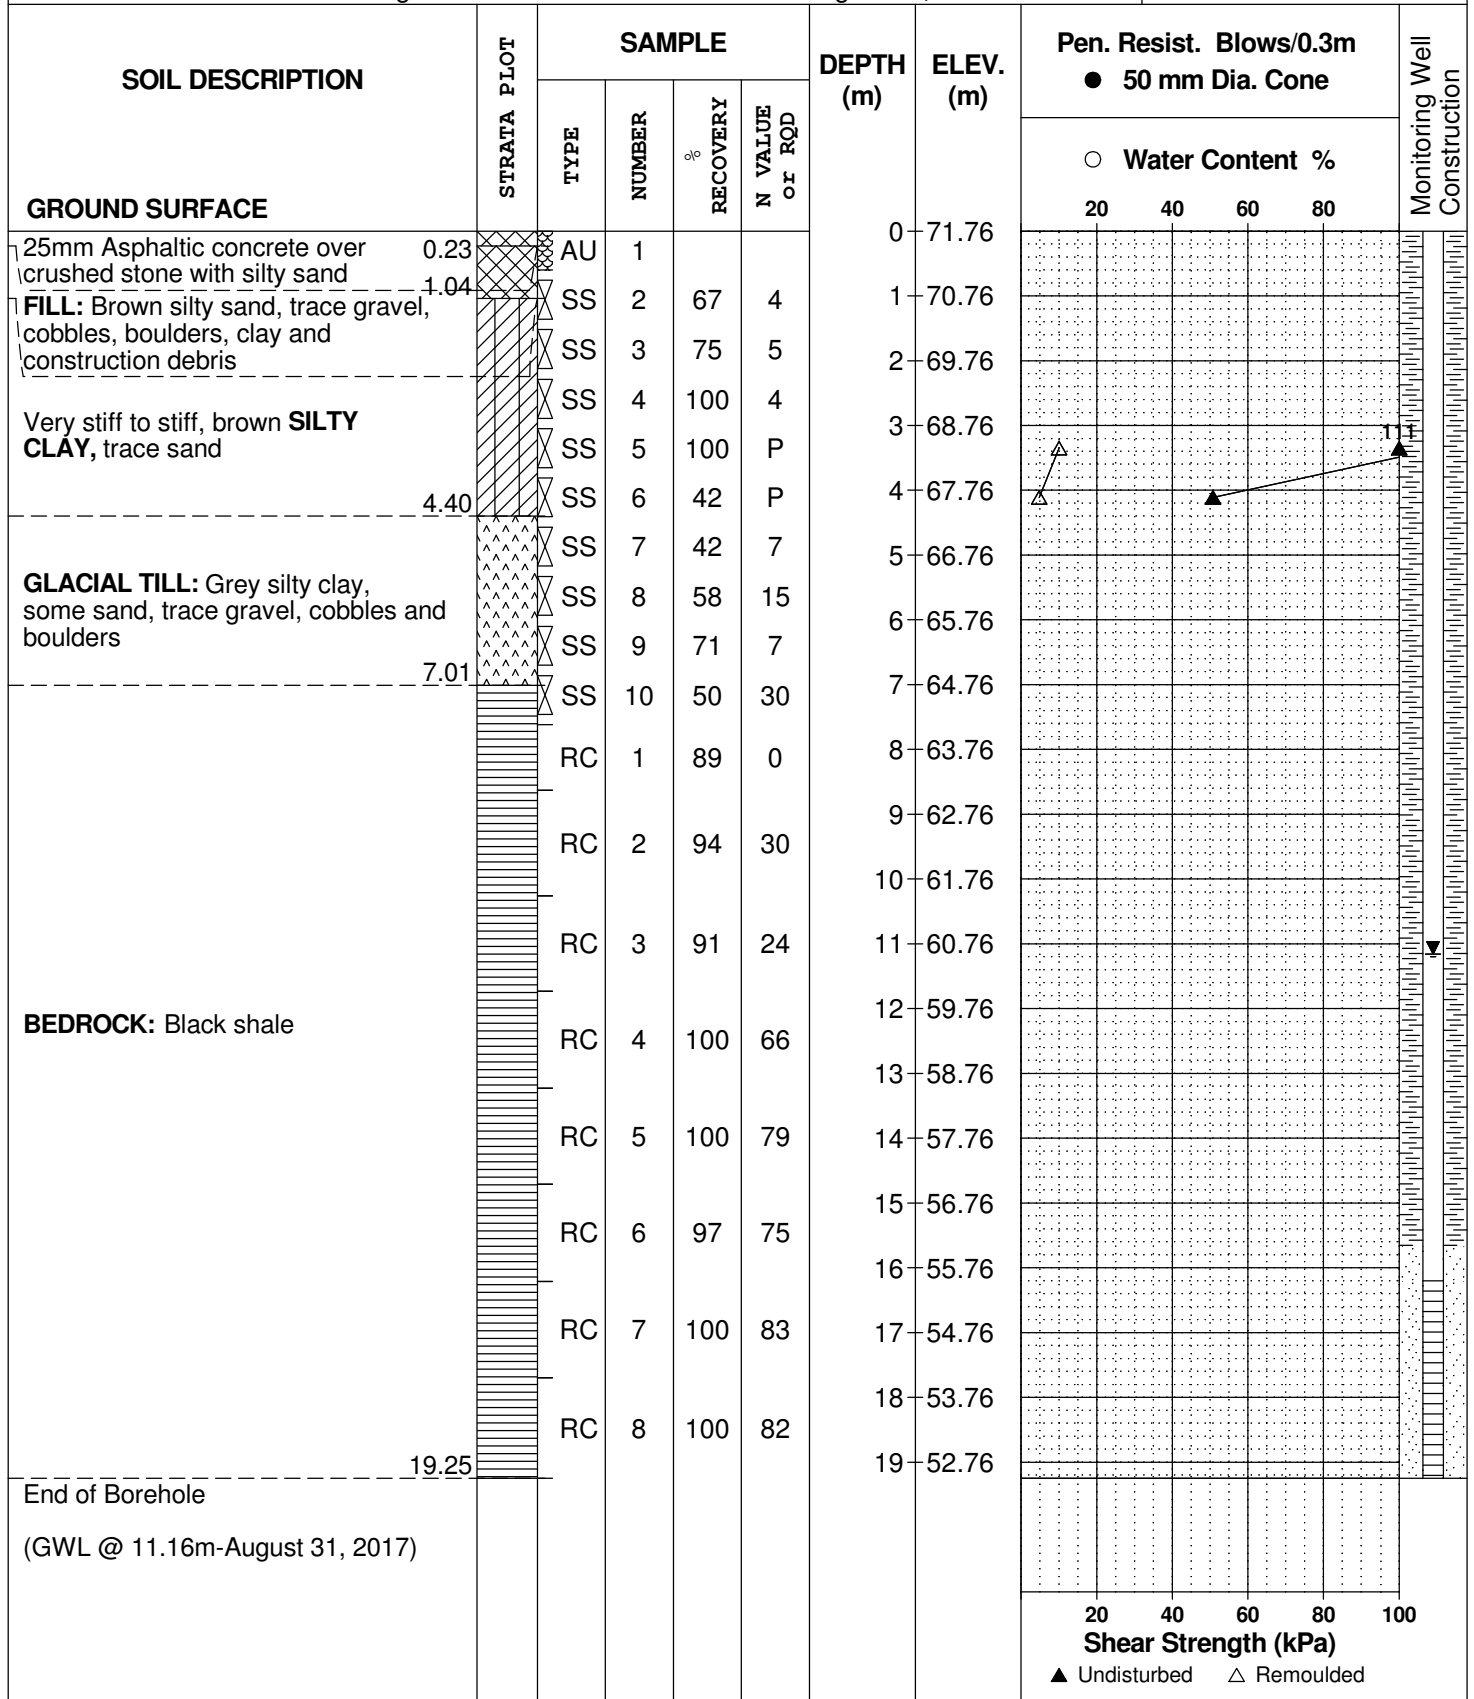 SOIL DESCRIPTION
GROUND SURFACE
STRATA PLOT
SAMPLE
TYPE
NUMBER
%
RECOVERY
N VALUE
or RQD
DEPTH
(m)
ELEV.
(m)
Pen. Resist. Blows/0.3m
● 50 mm Dia. Cone
○ Water Content %
20 40 60 80
Monitoring Well
Construction
0 71.76
25mm Asphaltic concrete over 0.23
crushed stone with silty sand
1.04
AU 1
FILL: Brown silty sand, trace gravel,
cobbles, boulders, clay and
construction debris
SS 2 67 4
1 70.76
SS 3 75 5
2 69.76
SS 4 100 4
Very stiff to stiff, brown SILTY
CLAY, trace sand
3 68.76
111
SS 5 100 P
4.40
SS 6 42 P
4 67.76
SS 7 42 7
5 66.76
GLACIAL TILL: Grey silty clay,
some sand, trace gravel, cobbles and
boulders
SS 8 58 15
6 65.76
SS 9 71 7
7.01
7 64.76
SS 10 50 30
8 63.76
RC 1 89 0
9 62.76
RC 2 94 30
10 61.76
RC 3 91 24
11 60.76
12 59.76
BEDROCK: Black shale
RC 4 100 66
13 58.76
RC 5 100 79
14 57.76
15 56.76
RC 6 97 75
16 55.76
RC 7 100 83
17 54.76
18 53.76
RC 8 100 82
19.25
19 52.76
End of Borehole
(GWL @ 11.16m-August 31, 2017)
20 40 60 80 100
Shear Strength (kPa)
▲ Undisturbed △ Remoulded